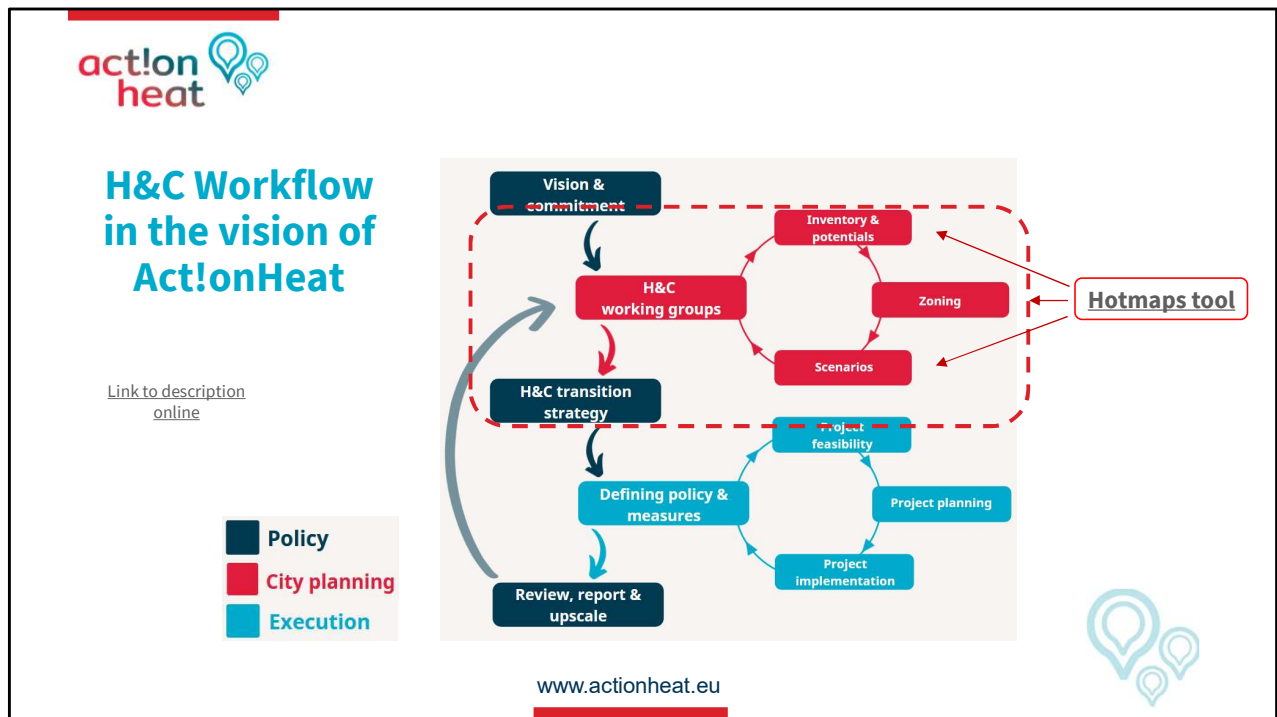 act!on
heat
H&C Workflow
in the vision of
Act!onHeat
Link to description
online
Vision &
commitment
H&C
working groups
Inventory &
potentials
Zoning
Scenarios
Hotmaps tool
H&C transition
strategy
Project
feasibility
Defining policy &
measures
Project planning
Project
implementation
Review, report &
upscale
Policy
City planning
Execution
www.actionheat.eu